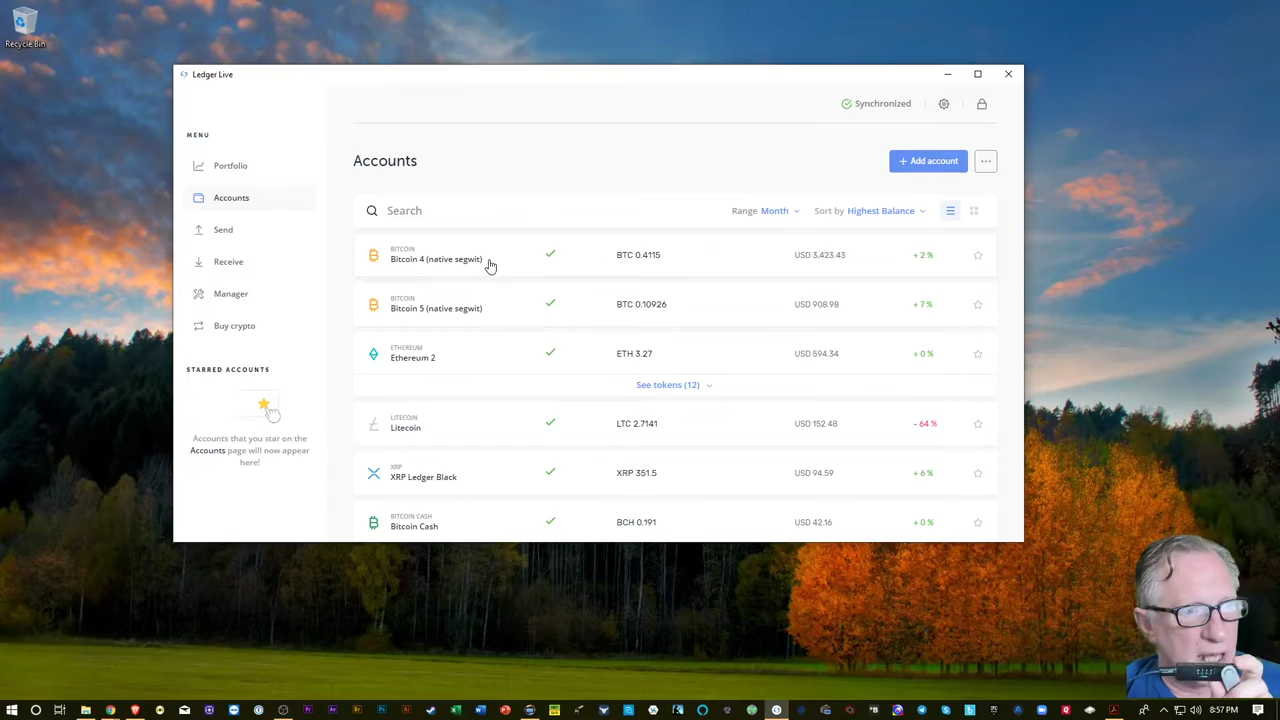 Recycle Bin
Ledger Live
Synchronized
MENU
Portfolio
Accounts
Send
Receive
Manager
Buy crypto
STARRED ACCOUNTS
Accounts that you star on the
Accounts page will now appear
here!
Accounts
+ Add account
Search
Range Month
Sort by Highest Balance
BITCOIN
Bitcoin 4 (native segwit)
BTC 0.4115
USD 3,423.43
+ 2 %
BITCOIN
Bitcoin 5 (native segwit)
BTC 0.10926
USD 908.98
+ 7 %
ETHEREUM
Ethereum 2
ETH 3.27
USD 594.34
+ 0 %
See tokens (12)
LITECOIN
Litecoin
LTC 2.7141
USD 152.48
- 64 %
XRP
XRP Ledger Black
XRP 351.5
USD 94.59
+ 6 %
BITCOIN CASH
Bitcoin Cash
BCH 0.191
USD 42.16
+ 0 %
8:57 PM